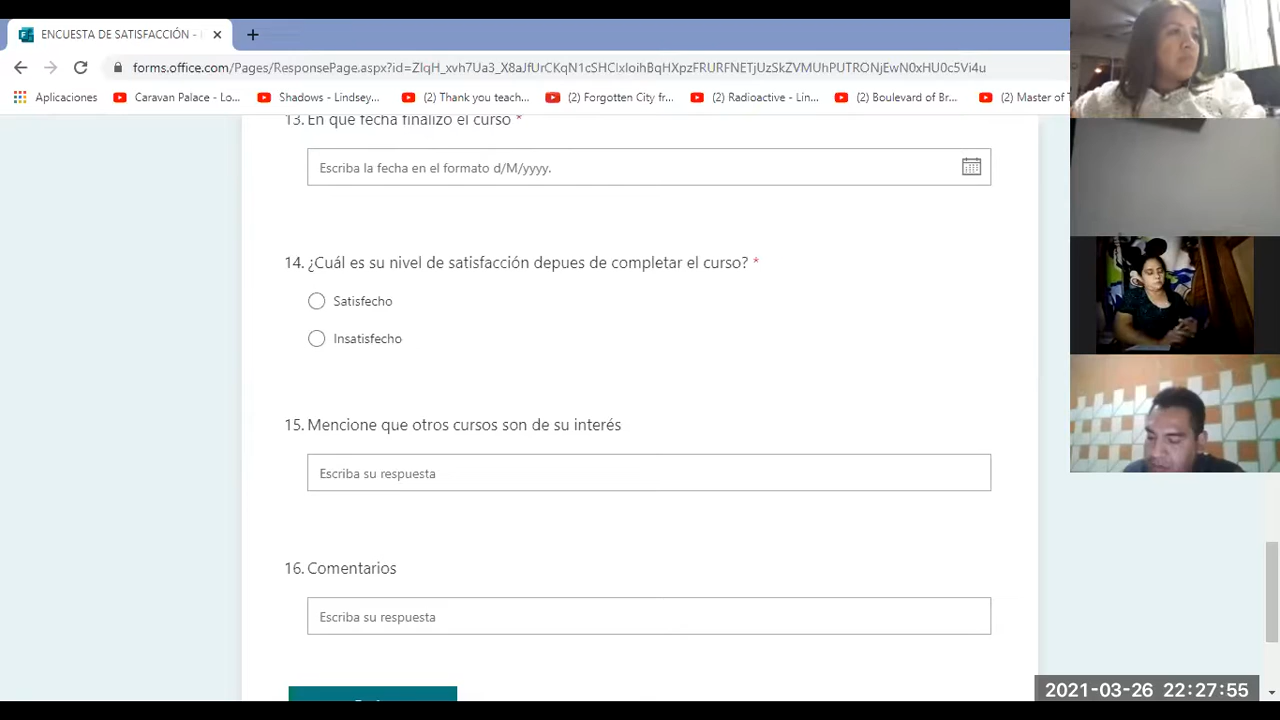 ENCUESTA DE SATISFACCIÓN -
forms.office.com/Pages/ResponsePage.aspx?id=ZIqH_xvh7Ua3_X8aJfUrCKqN1cSHCIxIoihBqHXpzFRURFNETjUzSkZVMUhPUTRONjEwN0xHU0c5Vi4u
Aplicaciones
Caravan Palace - Lo...
Shadows - Lindsey...
(2) Thank you teach...
(2) Forgotten City fr...
(2) Radioactive - Lin...
(2) Boulevard of Br...
(2) Master of T
13. En que fecha finalizo el curso *
Escriba la fecha en el formato d/M/yyyy.
14. ¿Cuál es su nivel de satisfacción depues de completar el curso? *
Satisfecho
Insatisfecho
15. Mencione que otros cursos son de su interés
Escriba su respuesta
16. Comentarios
Escriba su respuesta
2021-03-26 22:27:55